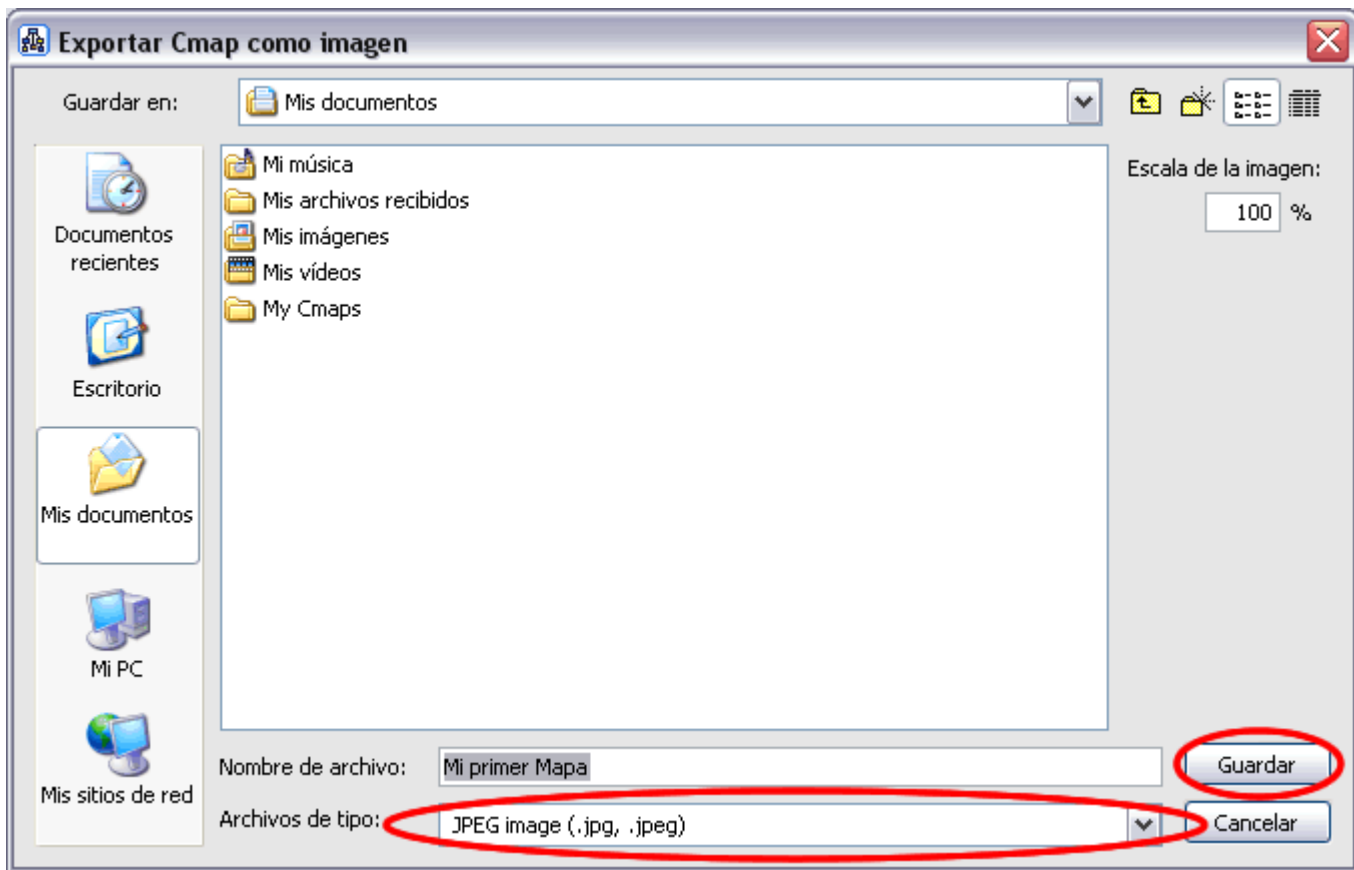 Exportar Cmap como imagen
Guardar en:
Mis documentos
Mi música
Mis archivos recibidos
Mis imágenes
Mis vídeos
My Cmaps
Escala de la imagen:
100 %
Documentos
recientes
Escritorio
Mis documentos
Mi PC
Mis sitios de red
Nombre de archivo:
Mi primer Mapa
Guardar
Archivos de tipo:
JPEG image (.jpg, .jpeg)
Cancelar